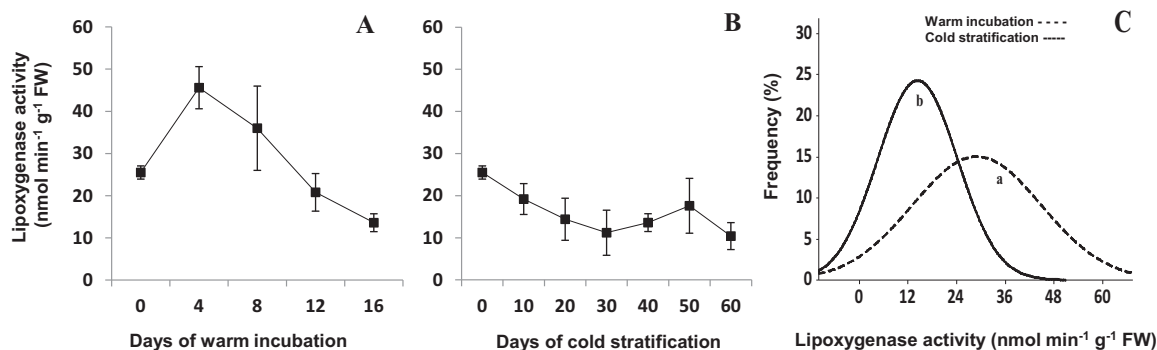 A
Lipoxygenase activity
(nmol min⁻¹ g⁻¹ FW)
60
50
40
30
20
10
0
0 4 8 12 16
Days of warm incubation
B
60
50
40
30
20
10
0
0 10 20 30 40 50 60
Days of cold stratification
C
Warm incubation ----
Cold stratification -----
Frequency (%)
30
25
20
15
10
5
0
b
a
0 12 24 36 48 60
Lipoxygenase activity (nmol min⁻¹ g⁻¹ FW)